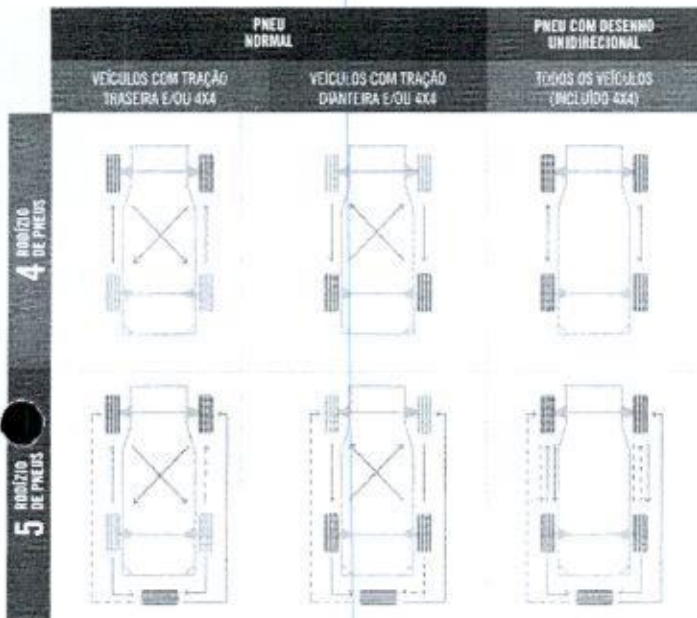 PNEU
NORMAL
PNEU COM DESENHO
UNIDIRECIONAL
VEÍCULOS COM TRAÇÃO
TRASEIRA E/OU 4X4
VEÍCULOS COM TRAÇÃO
DIANTEIRA E/OU 4X4
TODOS OS VEÍCULOS
(INCLUÍDO 4X4)
4 RODÍZIO
DE PNEUS
5 RODÍZIO
DE PNEUS